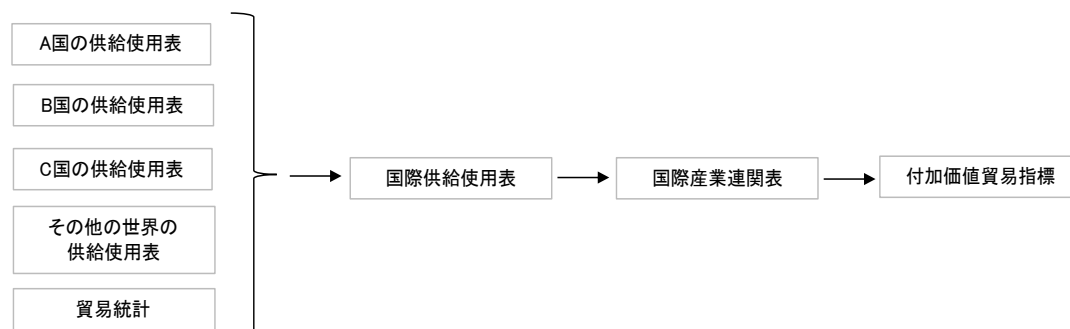 A国の供給使用表
B国の供給使用表
C国の供給使用表
その他の世界の
供給使用表
貿易統計
国際供給使用表
国際産業連関表
付加価値貿易指標